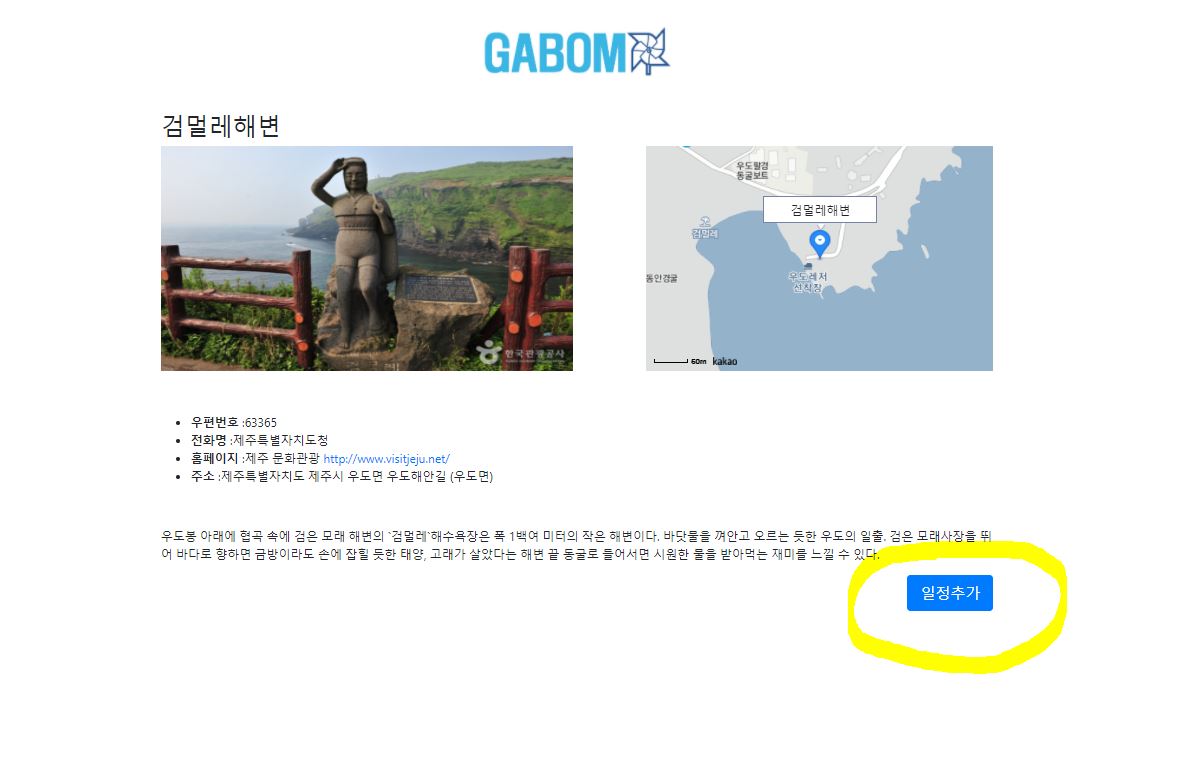 GABOM
검멀레해변
우도팔경
동굴보트
검멀레해변
검멀레
동안경굴
우도레저
선착장
60m kakao
한국관광공사
우편번호 :63365
전화명 :제주특별자치도청
홈페이지 :제주 문화관광 http://www.visitjeju.net/
주소 :제주특별자치도 제주시 우도면 우도해안길 (우도면)
우도봉 아래에 협곡 속에 검은 모래 해변의 `검멀레`해수욕장은 폭 1백여 미터의 작은 해변이다. 바닷물을 껴안고 오르는 듯한 우도의 일출. 검은 모래사장을 뛰
어 바다로 향하면 금방이라도 손에 잡힐 듯한 태양, 고래가 살았다는 해변 끝 동굴로 들어서면 시원한 물을 받아먹는 재미를 느낄 수 있다.
일정추가